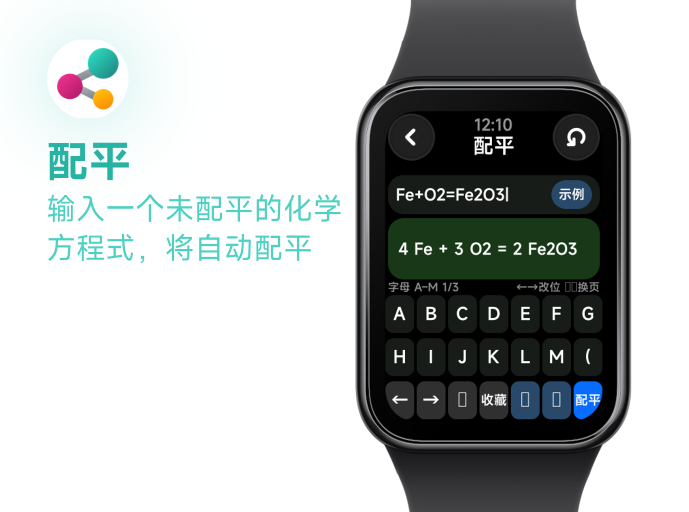 配平
输入一个未配平的化学
方程式，将自动配平
12:10
配平
Fe+O2=Fe2O3
示例
4 Fe + 3 O2 = 2 Fe2O3
字母 A-M 1/3
←→改位 ▯▯换页
A B C D E F G
H I J K L M (
← → ▯ 收藏 ▯ ▯ 配平